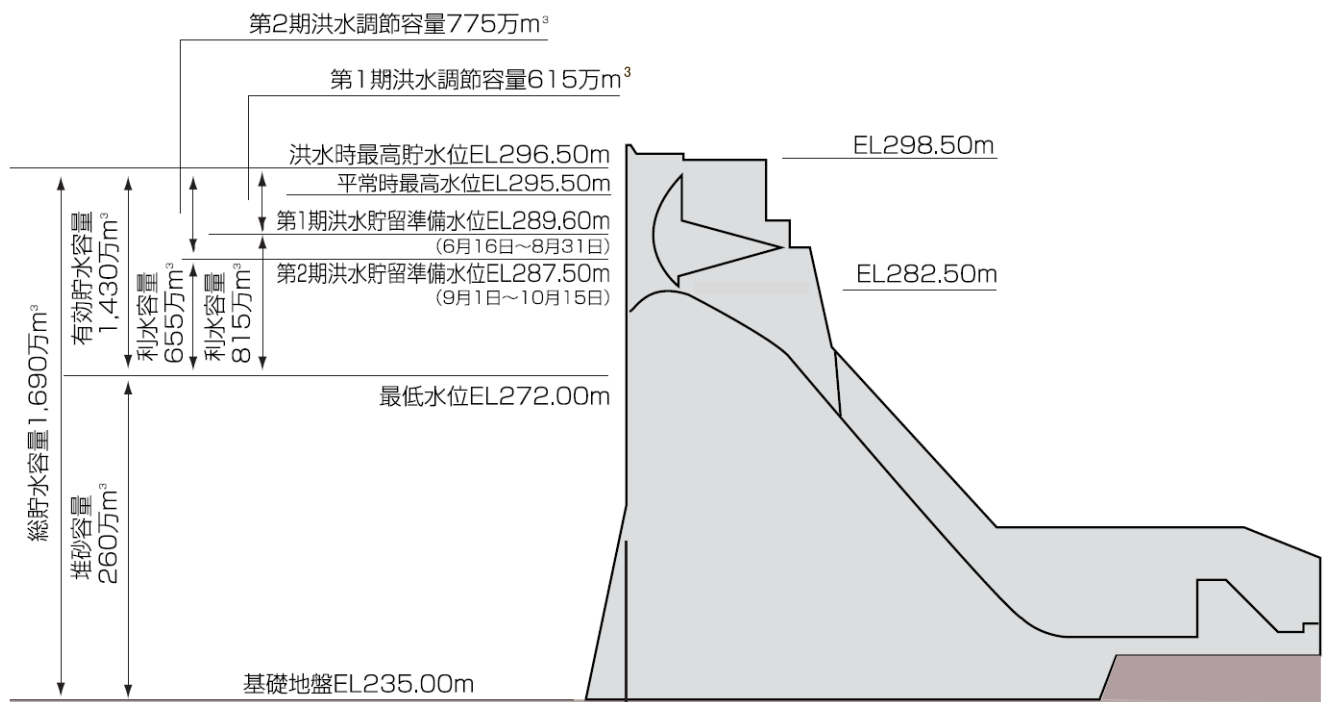 第2期洪水調節容量775万m³
第1期洪水調節容量615万m³
洪水時最高貯水位EL296.50m
EL298.50m
平常時最高水位EL295.50m
第1期洪水貯留準備水位EL289.60m
(6月16日〜8月31日)
第2期洪水貯留準備水位EL287.50m
(9月1日〜10月15日)
EL282.50m
有効貯水容量
1,430万m³
利水容量
655万m³
利水容量
815万m³
最低水位EL272.00m
総貯水容量1,690万m³
堆砂容量
260万m³
基礎地盤EL235.00m